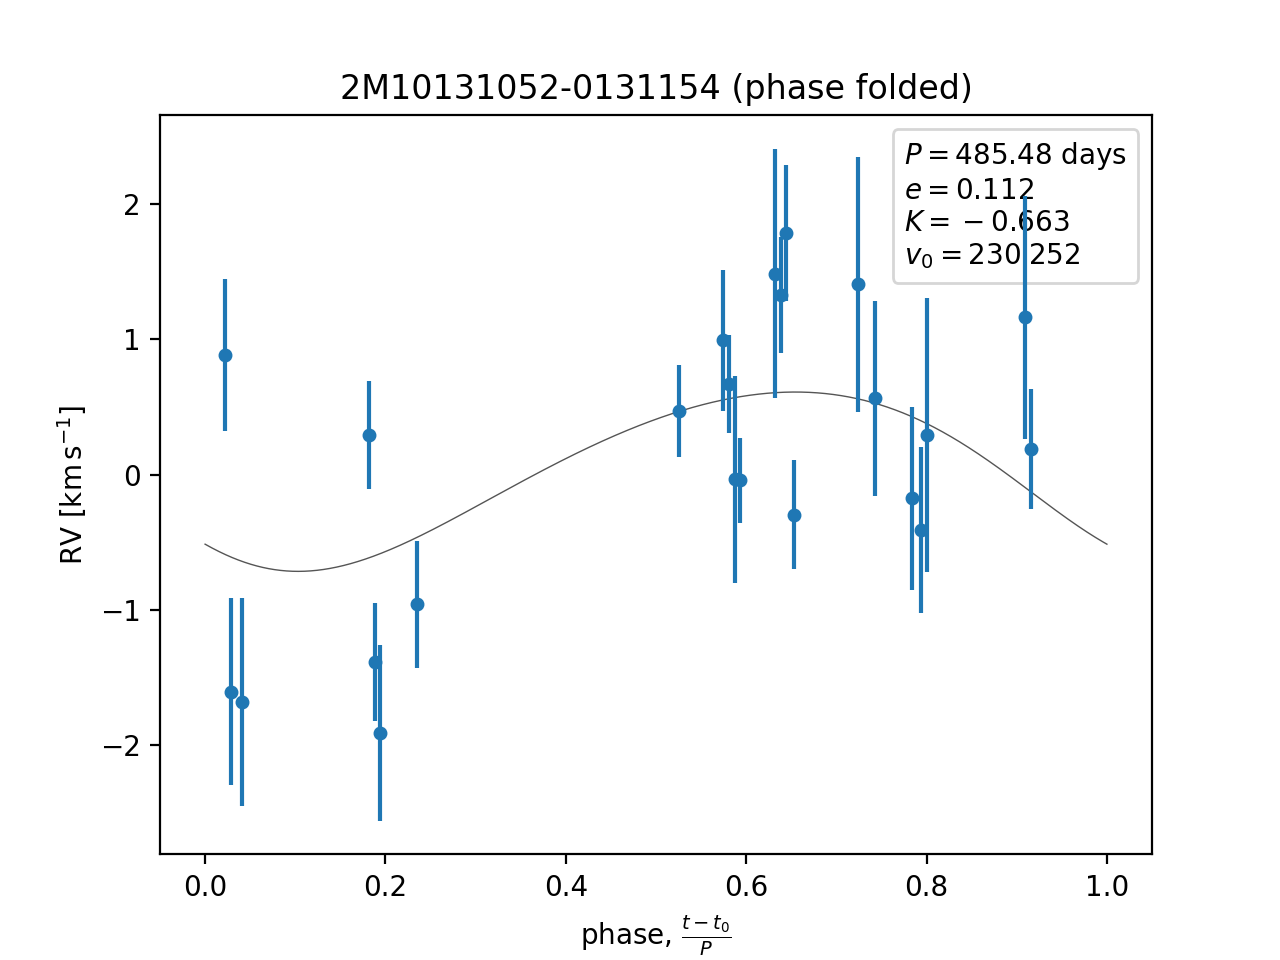 2M10131052-0131154 (phase folded)
P = 485.48 days
e = 0.112
K = −0.663
v₀ = 230.252
RV [km s⁻¹]
2
1
0
−1
−2
0.0 0.2 0.4 0.6 0.8 1.0
phase, (t − t₀)/P